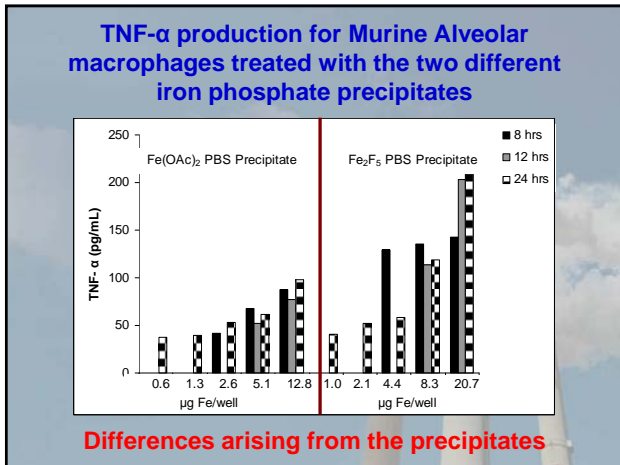 TNF-α production for Murine Alveolar
macrophages treated with the two different
iron phosphate precipitates
250
200
150
100
50
0
TNF- α (pg/mL)
Fe(OAc)₂ PBS Precipitate
Fe₂F₅ PBS Precipitate
8 hrs
12 hrs
24 hrs
0.6 1.3 2.6 5.1 12.8 1.0 2.1 4.4 8.3 20.7
µg Fe/well µg Fe/well
Differences arising from the precipitates